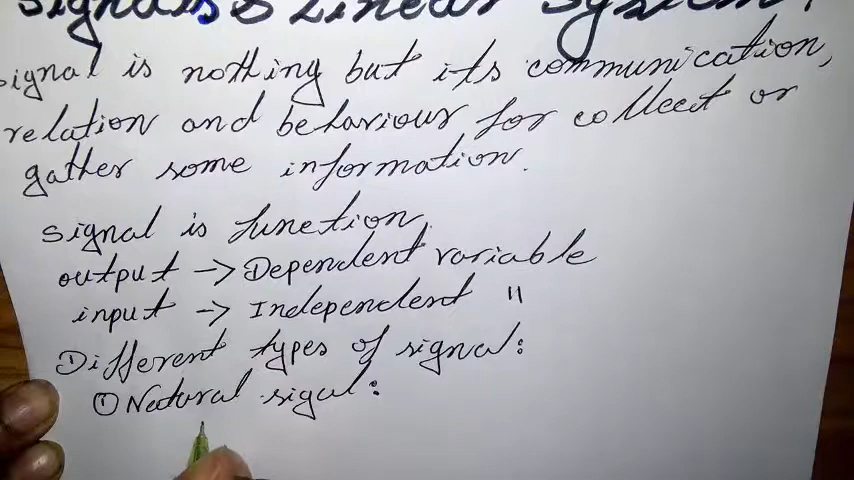 Signals & Linear System.
Signal is nothing but its communication,
relation and behaviour for collect or
gather some information.
Signal is function.
output -> Dependent variable
input -> Independent "
Different types of signal:
① Natural sigal: